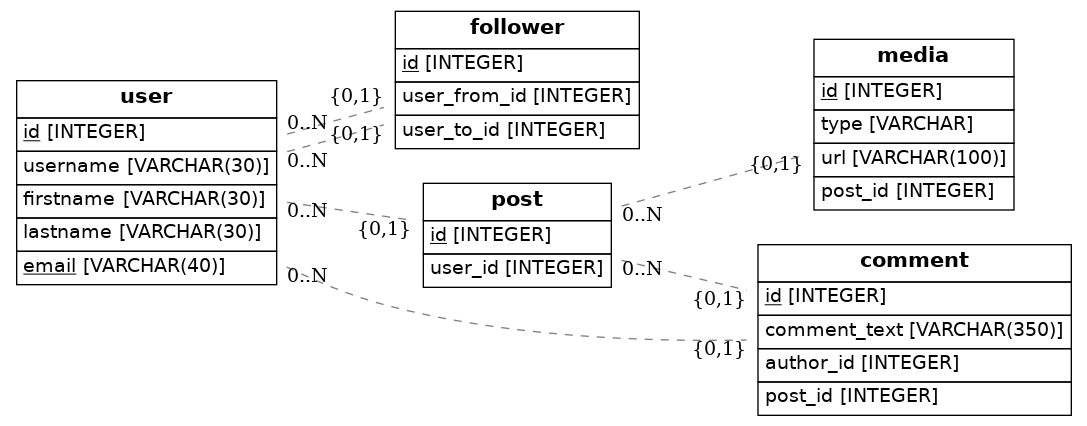 user
id [INTEGER]
username [VARCHAR(30)]
firstname [VARCHAR(30)]
lastname [VARCHAR(30)]
email [VARCHAR(40)]
0..N
{0,1}
0..N
{0,1}
0..N
{0,1}
0..N
{0,1}
follower
id [INTEGER]
user_from_id [INTEGER]
user_to_id [INTEGER]
post
id [INTEGER]
user_id [INTEGER]
0..N
{0,1}
0..N
{0,1}
media
id [INTEGER]
type [VARCHAR]
url [VARCHAR(100)]
post_id [INTEGER]
comment
id [INTEGER]
comment_text [VARCHAR(350)]
author_id [INTEGER]
post_id [INTEGER]